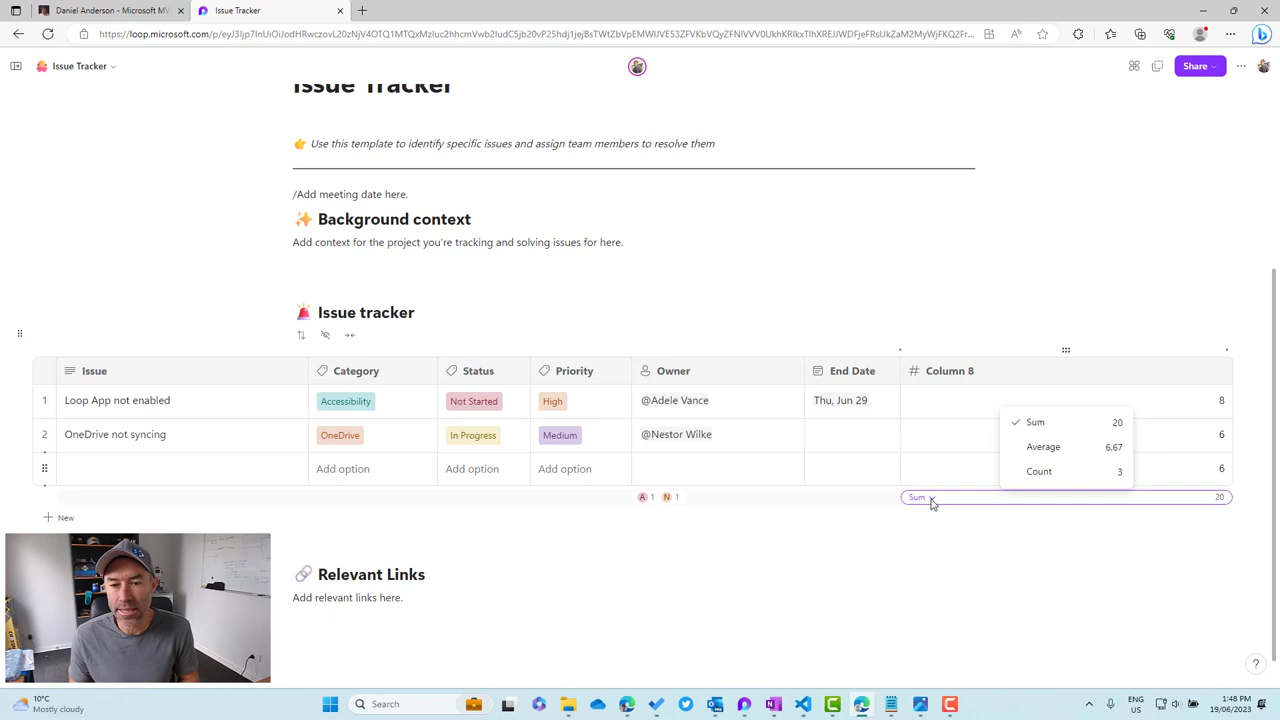 Daniel Anderson - Microsoft MV
Issue Tracker
Issue Tracker
Share
Issue Tracker
👉 Use this template to identify specific issues and assign team members to resolve them
/Add meeting date here.
✨ Background context
Add context for the project you're tracking and solving issues for here.
🚨 Issue tracker
Issue Category Status Priority Owner End Date # Column 8
1 Loop App not enabled Accessibility Not Started High @Adele Vance Thu, Jun 29 8
2 OneDrive not syncing OneDrive In Progress Medium @Nestor Wilke 6
Add option Add option Add option 6
Sum 20
Average 6.67
Count 3
A 1 N 1 Sum 20
New
🔗 Relevant Links
Add relevant links here.
10°C
Mostly cloudy
Search
ENG
US
1:48 PM
19/06/2023